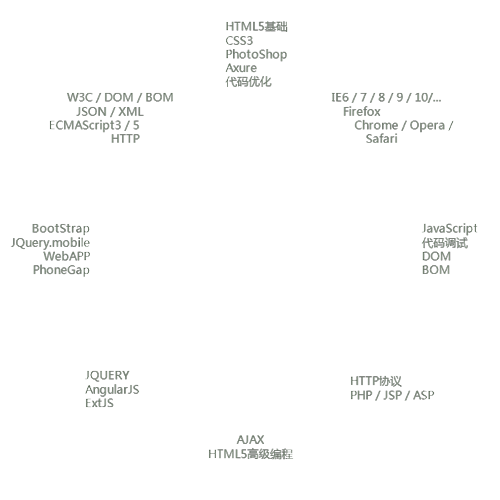 HTML5基础
CSS3
PhotoShop
Axure
代码优化
W3C / DOM / BOM
JSON / XML
ECMAScript3 / 5
HTTP
IE6 / 7 / 8 / 9 / 10/...
Firefox
Chrome / Opera /
Safari
BootStrap
JQuery.mobile
WebAPP
PhoneGap
JavaScript
代码调试
DOM
BOM
JQUERY
AngularJS
ExtJS
HTTP协议
PHP / JSP / ASP
AJAX
HTML5高级编程